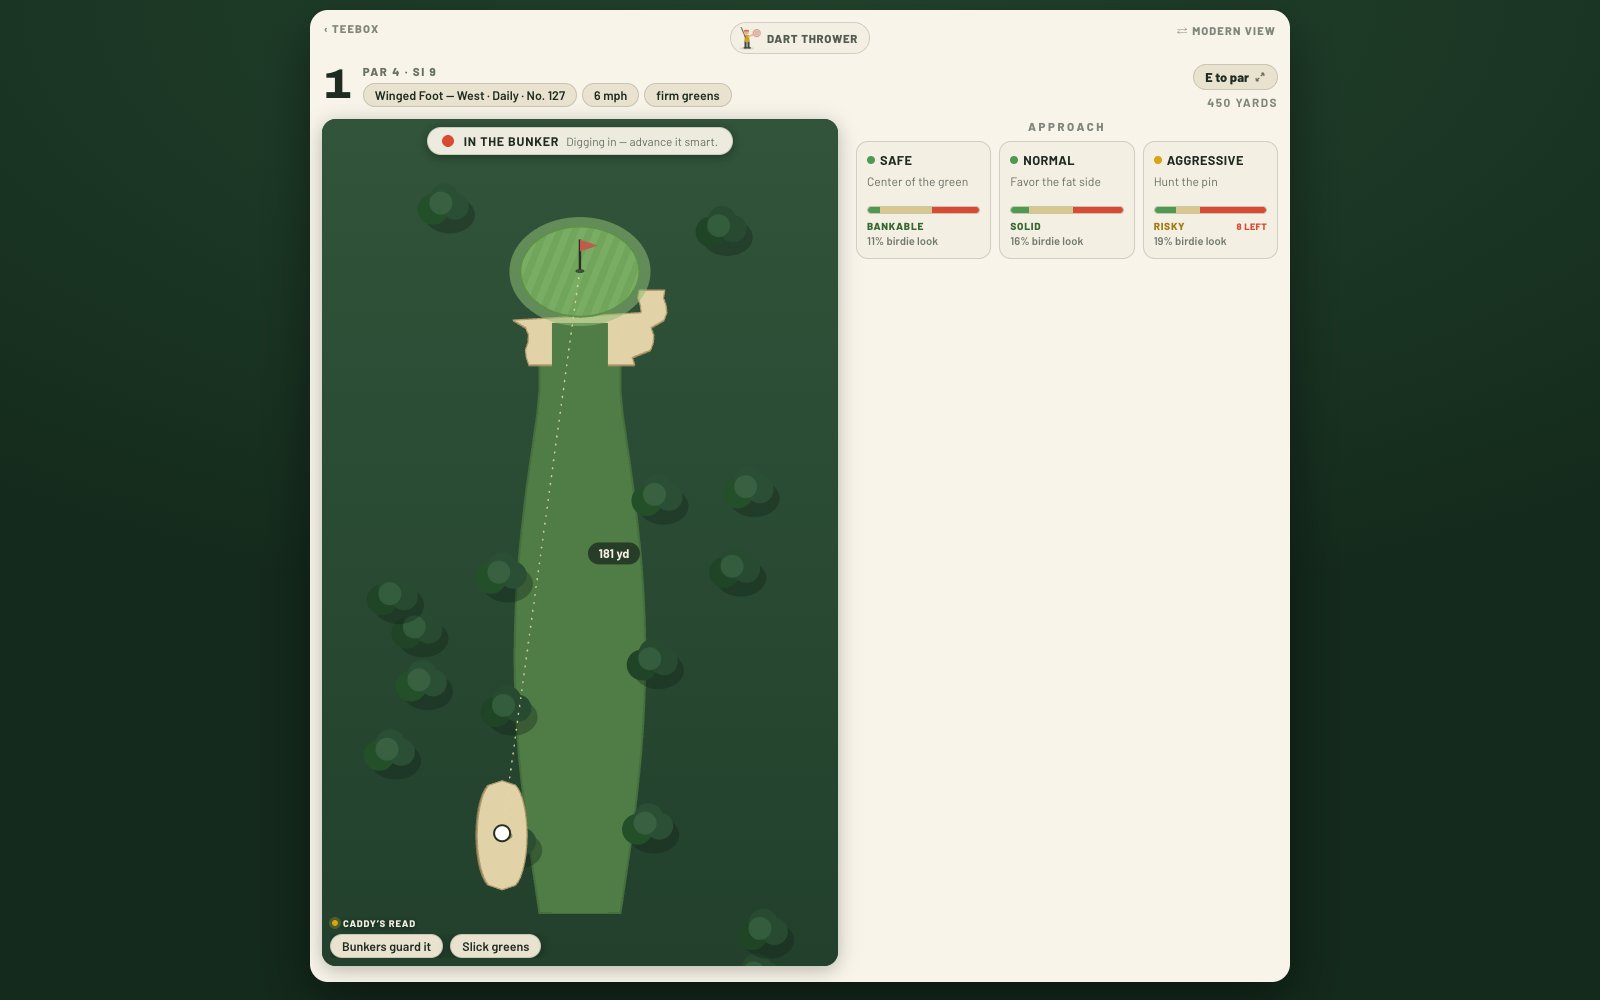 ‹ TEEBOX
DART THROWER
⇄ MODERN VIEW
1
PAR 4 · SI 9
Winged Foot — West · Daily · No. 127
6 mph
firm greens
E to par
450 YARDS
IN THE BUNKER Digging in — advance it smart.
181 yd
CADDY'S READ
Bunkers guard it
Slick greens
APPROACH
SAFE
Center of the green
BANKABLE
11% birdie look
NORMAL
Favor the fat side
SOLID
16% birdie look
AGGRESSIVE
Hunt the pin
RISKY 8 LEFT
19% birdie look